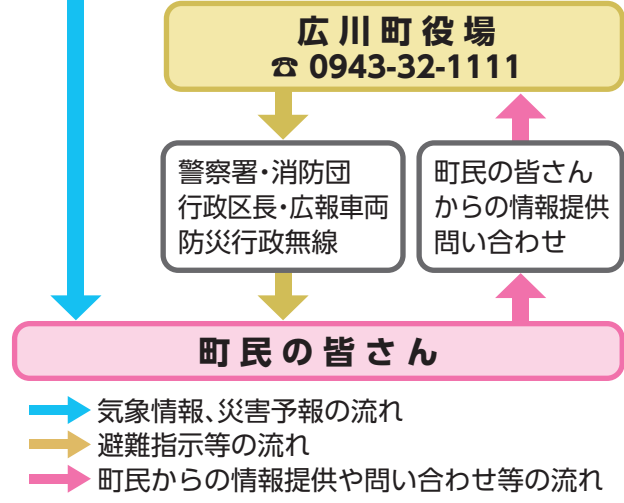 広川町役場
☎ 0943-32-1111
警察署・消防団
行政区長・広報車両
防災行政無線
町民の皆さん
からの情報提供
問い合わせ
町民の皆さん
気象情報、災害予報の流れ
避難指示等の流れ
町民からの情報提供や問い合わせ等の流れ